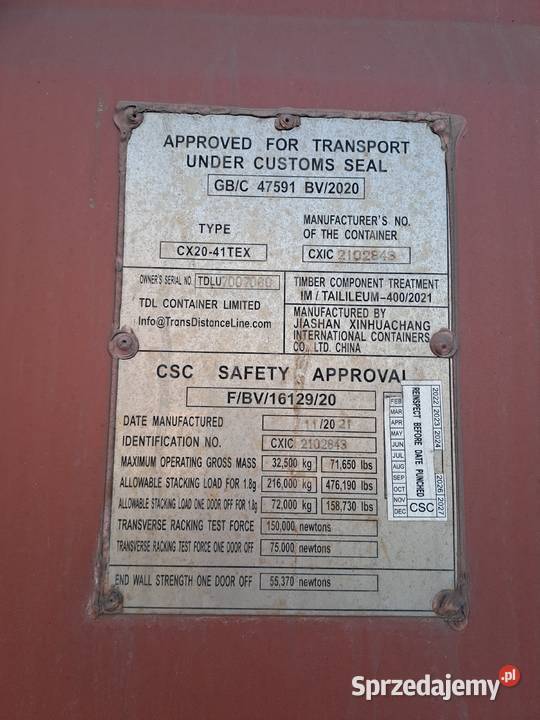 APPROVED FOR TRANSPORT
UNDER CUSTOMS SEAL
GB/C 47591 BV/2020
TYPE
CX20-41TEX
MANUFACTURER'S NO.
OF THE CONTAINER
CXIC 2102843
OWNER'S SERIAL NO. TDLU
TDL CONTAINER LIMITED
Info@TransDistanceLine.com
TIMBER COMPONENT TREATMENT
IM / TAILILEUM-400/2021
MANUFACTURED BY
JIASHAN XINHUACHANG
INTERNATIONAL CONTAINERS
CO., LTD. CHINA
CSC SAFETY APPROVAL
F/BV/16129/20
DATE MANUFACTURED 11/2021
IDENTIFICATION NO. CXIC 2102843
MAXIMUM OPERATING GROSS MASS 32,500 kg 71,650 lbs
ALLOWABLE STACKING LOAD FOR 1.8g 216,000 kg 476,190 lbs
ALLOWABLE STACKING LOAD ONE DOOR OFF FOR 1.8g 72,000 kg 158,730 lbs
TRANSVERSE RACKING TEST FORCE 150,000 newtons
TRANSVERSE RACKING TEST FORCE ONE DOOR OFF 75,000 newtons
END WALL STRENGTH ONE DOOR OFF 55,370 newtons
FEB
MAR
APR
MAY
JUN
JUL
AUG
SEP
OCT
NOV
DEC
REINSPECT BEFORE DATE PUNCHED
CSC
2022 2023 2024 2026 2027
Sprzedajemy.pl